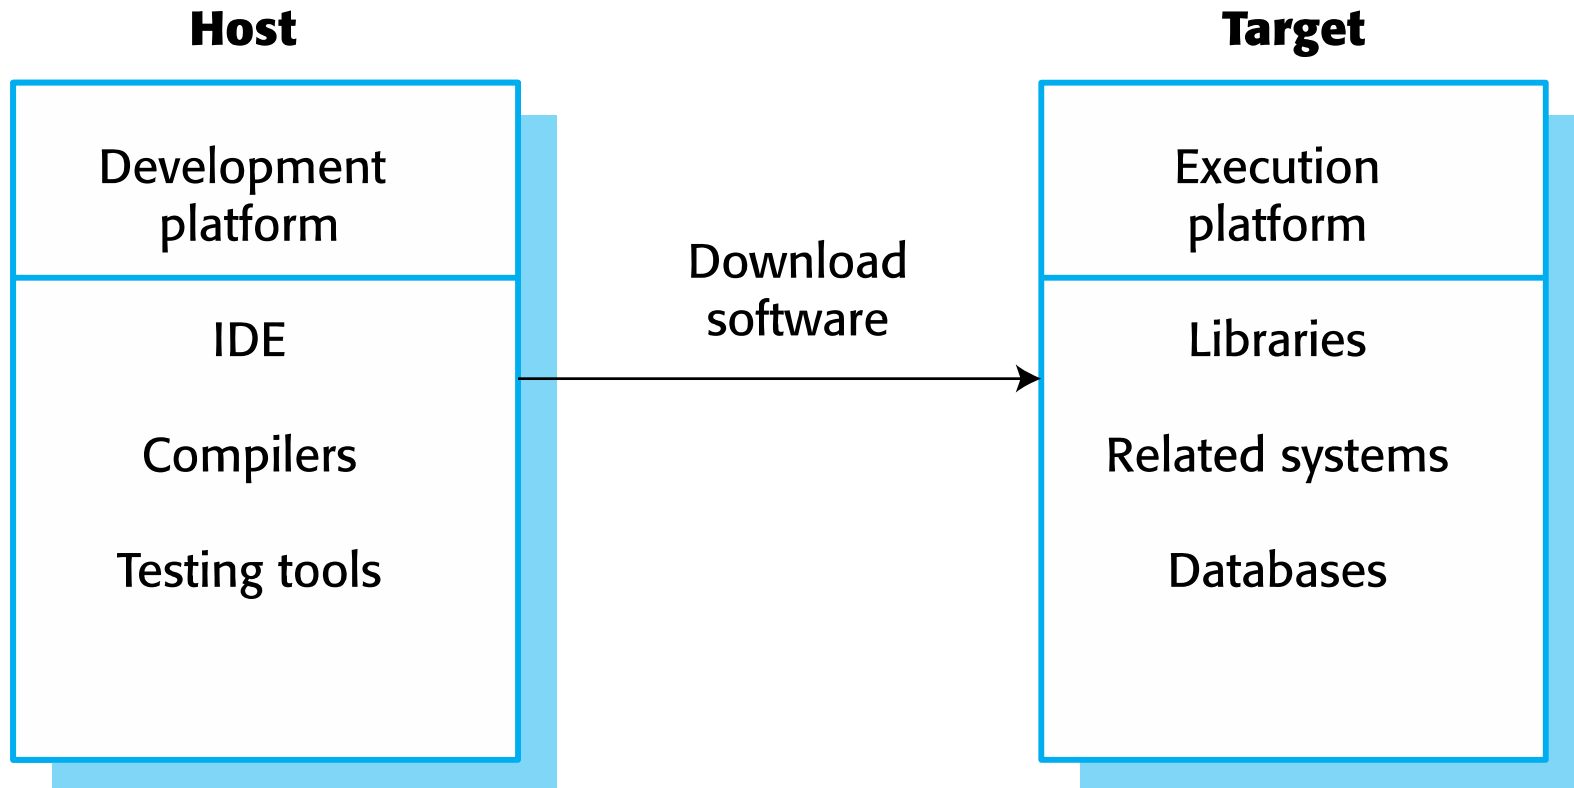 Host
Development
platform
IDE
Compilers
Testing tools
Download
software
Target
Execution
platform
Libraries
Related systems
Databases